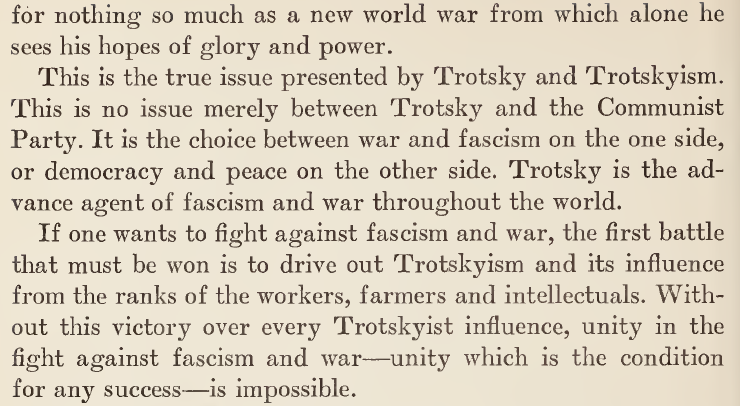 for nothing so much as a new world war from which alone he
sees his hopes of glory and power.
This is the true issue presented by Trotsky and Trotskyism.
This is no issue merely between Trotsky and the Communist
Party. It is the choice between war and fascism on the one side,
or democracy and peace on the other side. Trotsky is the ad-
vance agent of fascism and war throughout the world.
If one wants to fight against fascism and war, the first battle
that must be won is to drive out Trotskyism and its influence
from the ranks of the workers, farmers and intellectuals. With-
out this victory over every Trotskyist influence, unity in the
fight against fascism and war—unity which is the condition
for any success—is impossible.